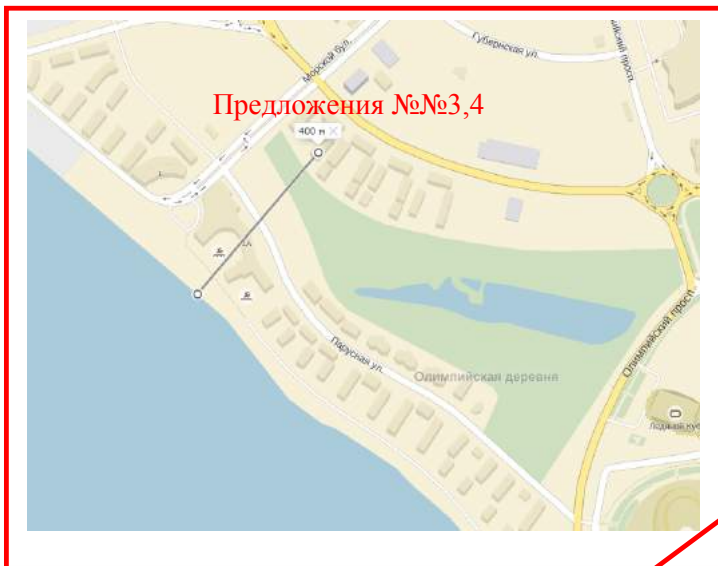 Губернская ул.
Морской бул.
Предложения №№3,4
400 м
Парусная ул.
Олимпийская деревня
Олимпийский просп.
Ледовый куб